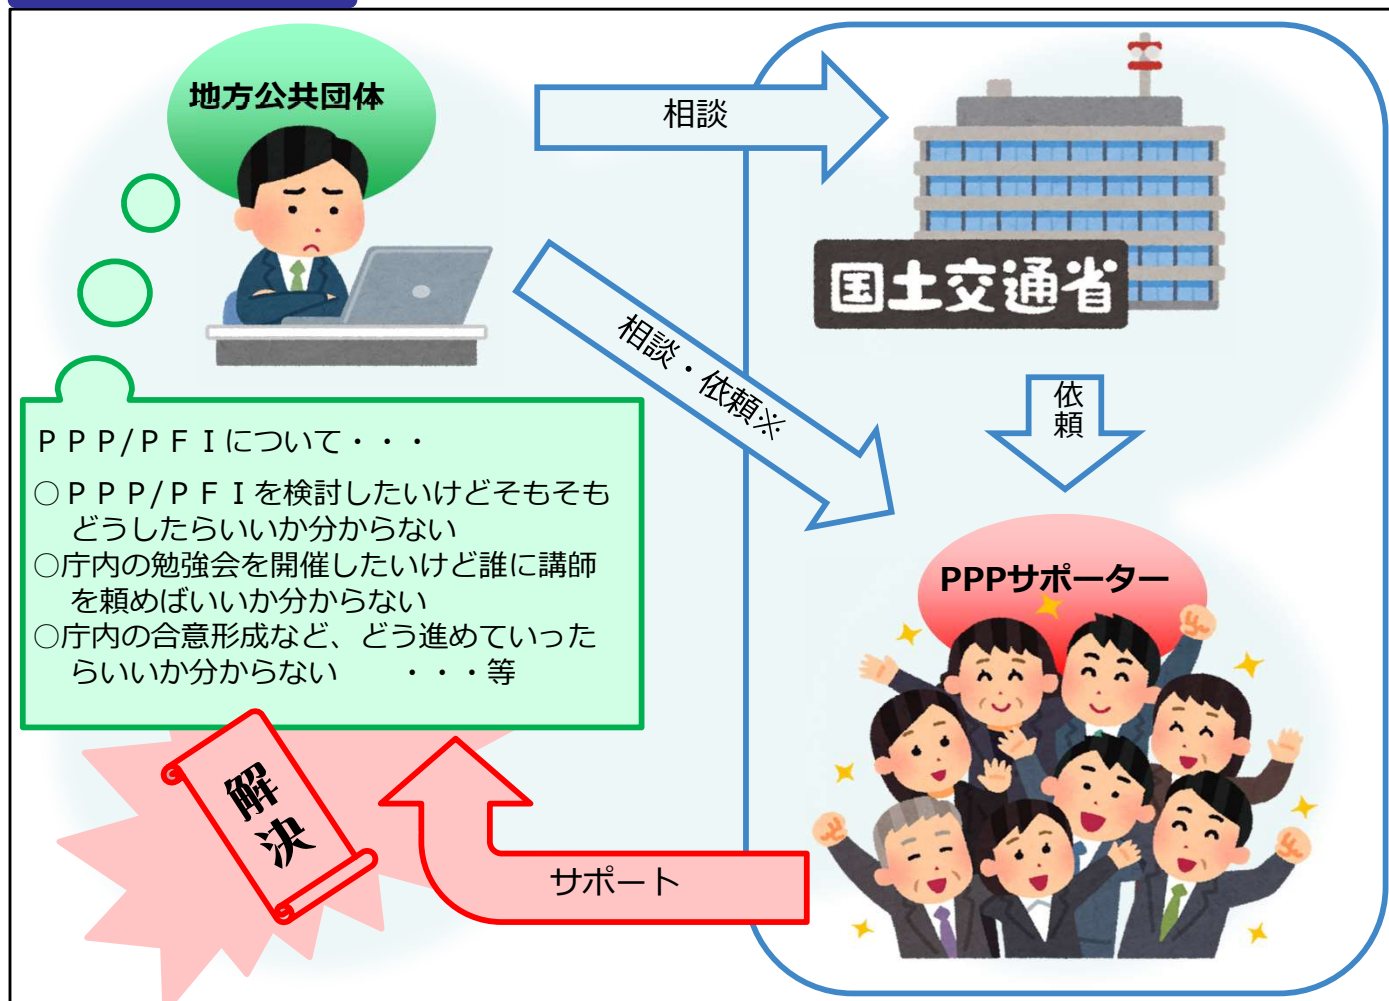 地方公共団体
相談
国土交通省
相談・依頼※
依頼
ＰＰＰ/ＰＦＩについて・・・
○ＰＰＰ/ＰＦＩを検討したいけどそもそも
どうしたらいいか分からない
○庁内の勉強会を開催したいけど誰に講師
を頼めばいいか分からない
○庁内の合意形成など、どう進めていった
らいいか分からない　　・・・等
PPPサポーター
解決
サポート